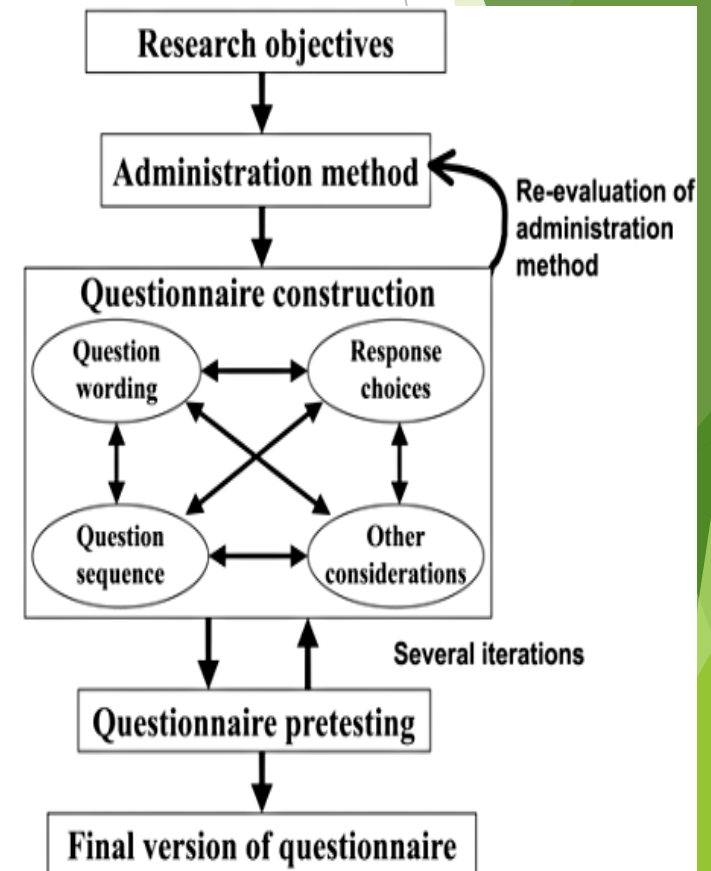 Research objectives
Administration method
Re-evaluation of
administration
method
Questionnaire construction
Question
wording
Response
choices
Question
sequence
Other
considerations
Several iterations
Questionnaire pretesting
Final version of questionnaire